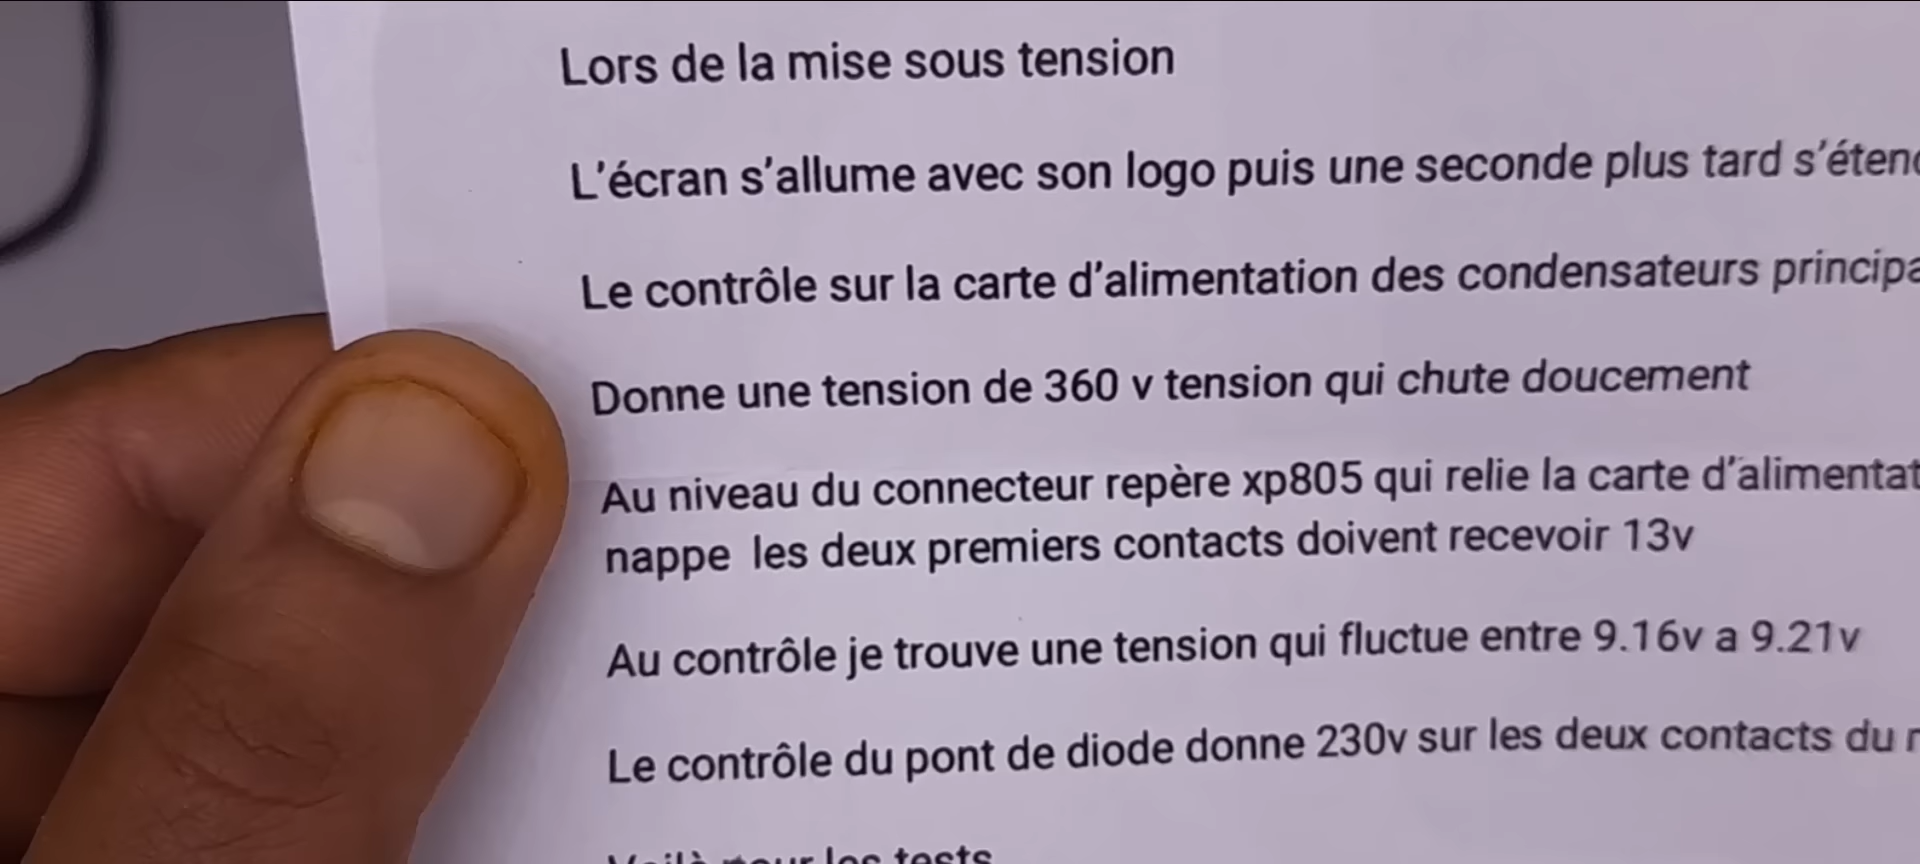 Lors de la mise sous tension
L'écran s'allume avec son logo puis une seconde plus tard
Le contrôle sur la carte d'alimentation des condensateurs
Donne une tension de 360 v tension qui chute doucement
Au niveau du connecteur repère xp805 qui relie la carte
nappe les deux premiers contacts doivent recevoir 13v
Au contrôle je trouve une tension qui fluctue entre 9.16v a 9.21v
Le contrôle du pont de diode donne 230v sur les deux contacts du
Voilà pour les tests